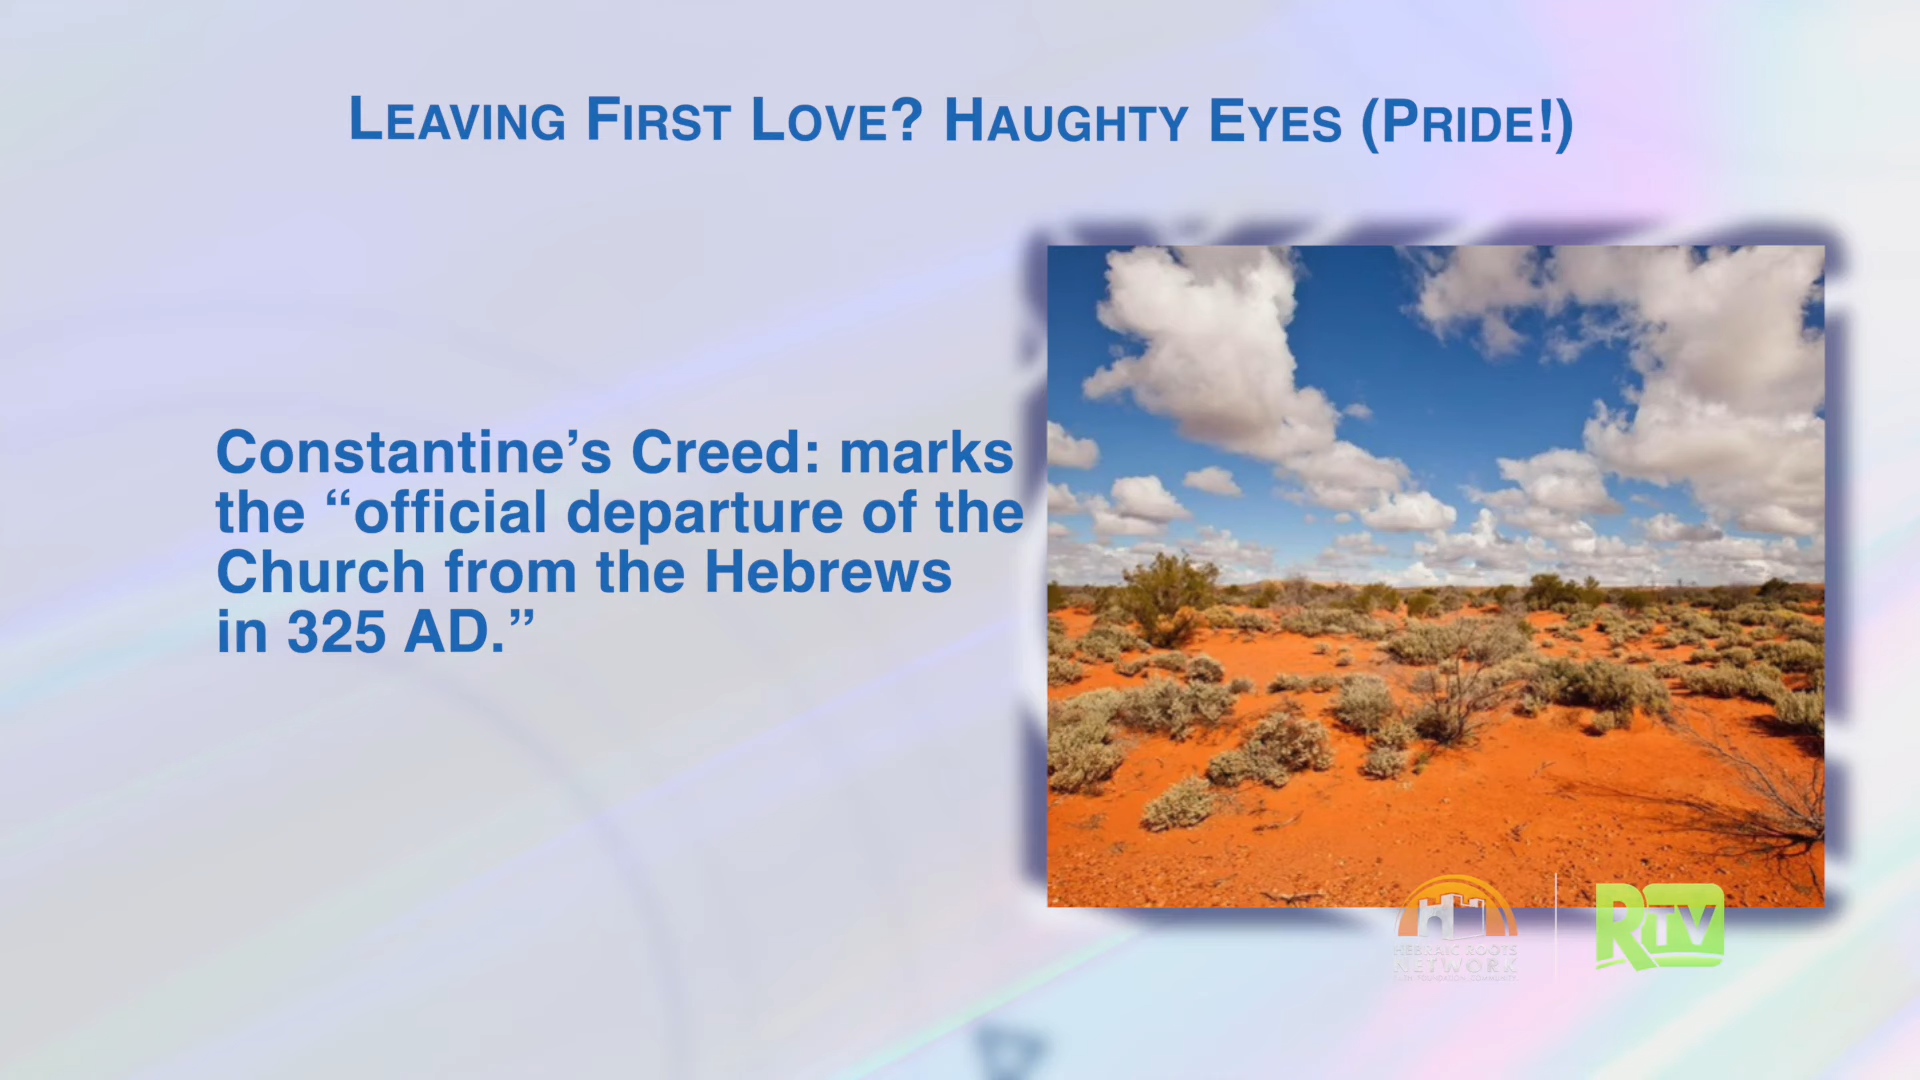 LEAVING FIRST LOVE? HAUGHTY EYES (PRIDE!)
Constantine’s Creed: marks
the “official departure of the
Church from the Hebrews
in 325 AD.”
HEBRAIC ROOTS
NETWORK
RTV